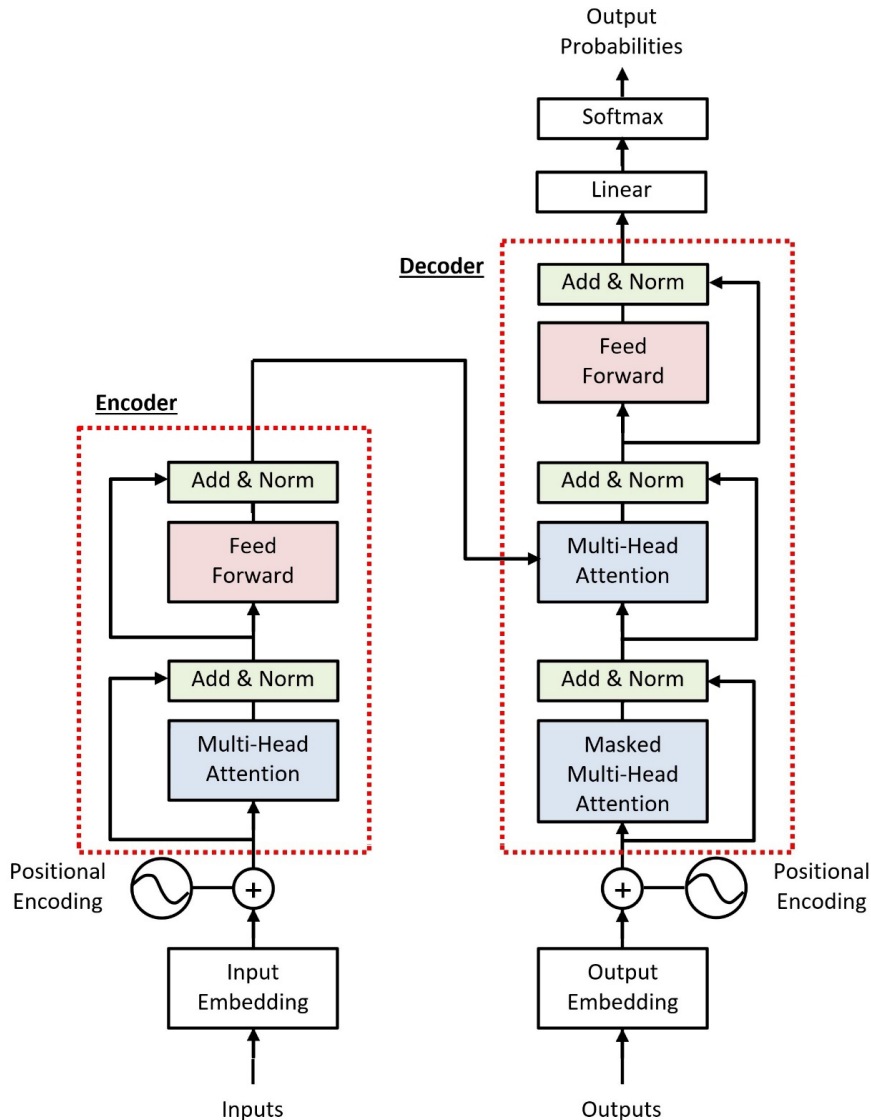 Output
Probabilities
Softmax
Linear
Decoder
Add & Norm
Feed
Forward
Add & Norm
Multi-Head
Attention
Add & Norm
Masked
Multi-Head
Attention
Encoder
Add & Norm
Feed
Forward
Add & Norm
Multi-Head
Attention
Positional
Encoding
+
Input
Embedding
Inputs
+
Positional
Encoding
Output
Embedding
Outputs